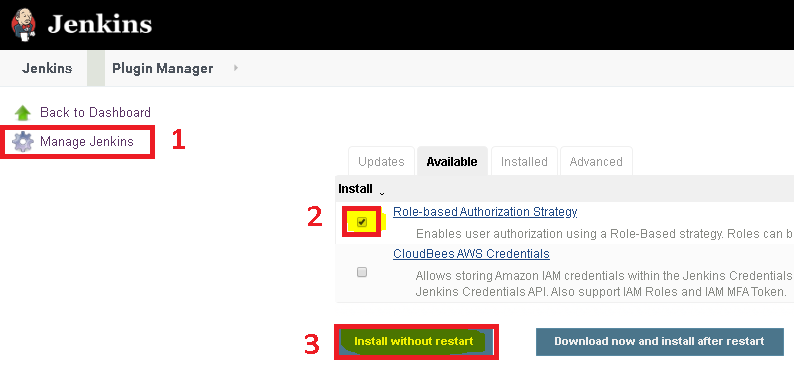 Jenkins
Jenkins Plugin Manager
Back to Dashboard
Manage Jenkins 1
Updates Available Installed Advanced
Install
2 Role-based Authorization Strategy
Enables user authorization using a Role-Based strategy. Roles can b
CloudBees AWS Credentials
Allows storing Amazon IAM credentials within the Jenkins Credentials
Jenkins Credentials API. Also support IAM Roles and IAM MFA Token.
3 Install without restart Download now and install after restart